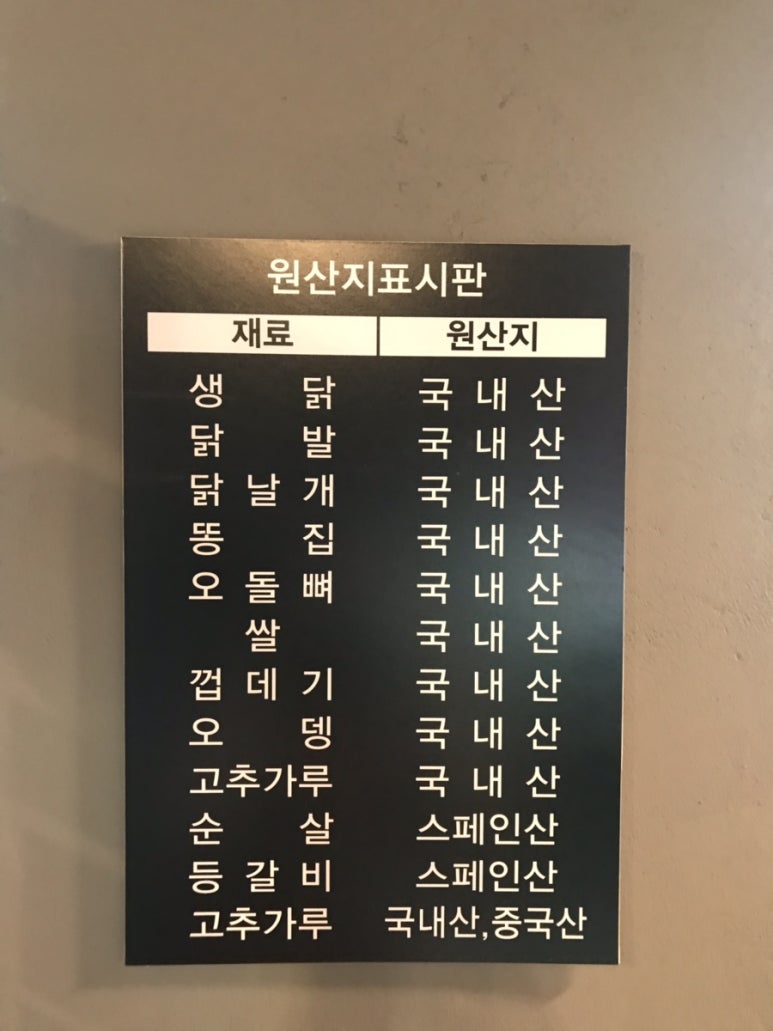 원산지표시판
재료 원산지
생 닭 국 내 산
닭 발 국 내 산
닭 날 개 국 내 산
똥 집 국 내 산
오 돌 뼈 국 내 산
쌀 국 내 산
껍 데 기 국 내 산
오 뎅 국 내 산
고추가루 국 내 산
순 살 스페인산
등 갈 비 스페인산
고추가루 국내산,중국산